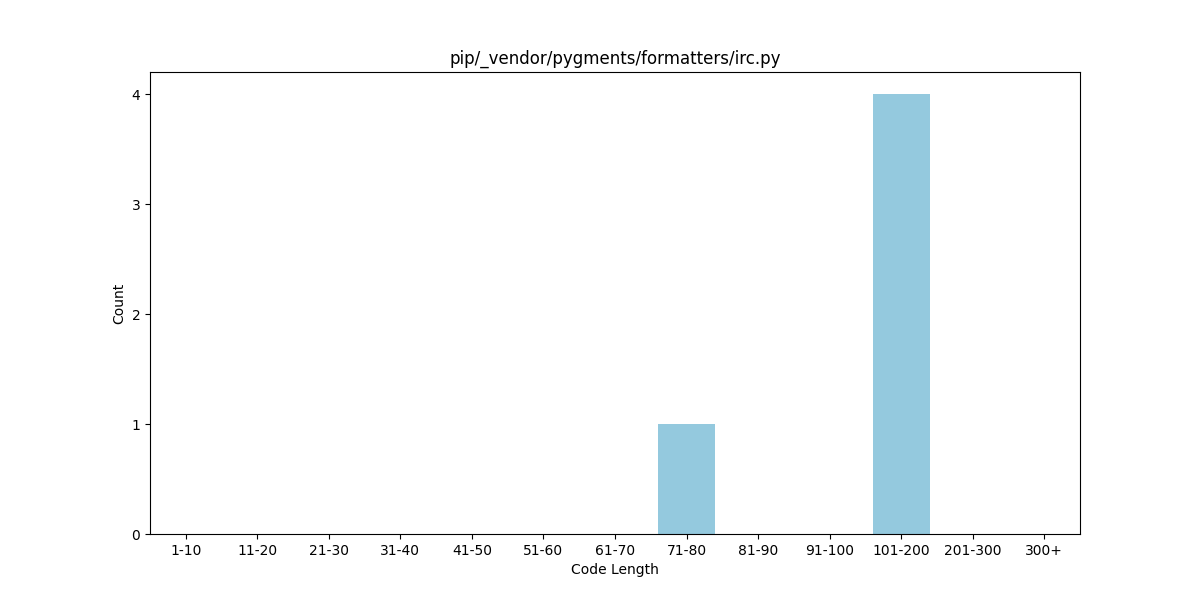 pip/_vendor/pygments/formatters/irc.py
4
3
2
1
0
Count
1-10 11-20 21-30 31-40 41-50 51-60 61-70 71-80 81-90 91-100 101-200 201-300 300+
Code Length